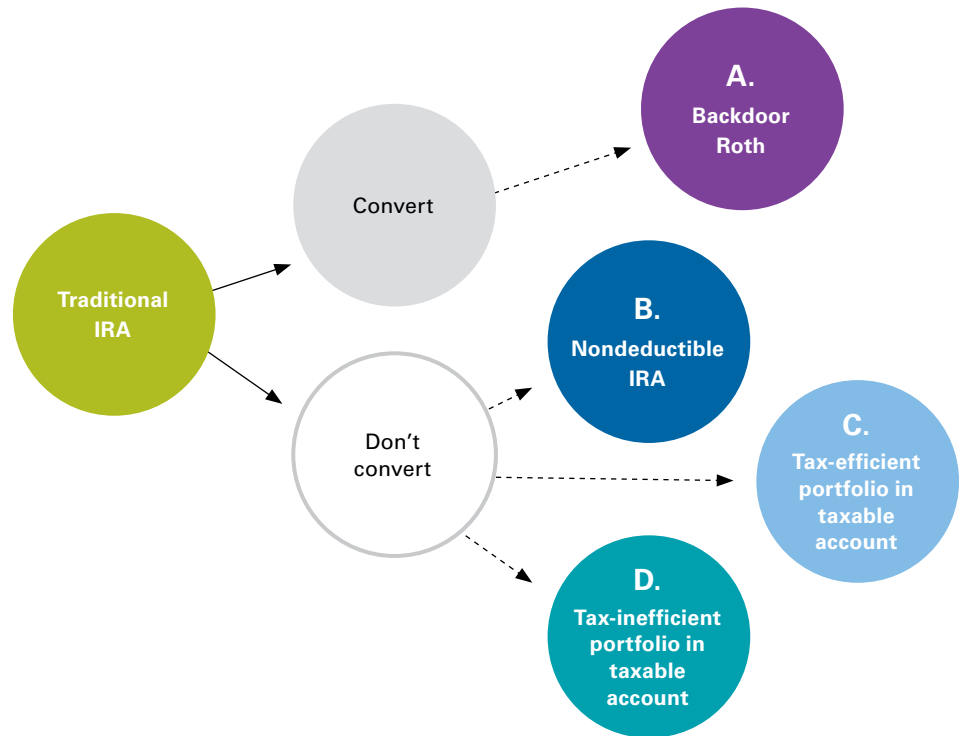 Traditional
IRA
Convert
Don't
convert
A.
Backdoor
Roth
B.
Nondeductible
IRA
C.
Tax-efficient
portfolio in
taxable
account
D.
Tax-inefficient
portfolio in
taxable
account